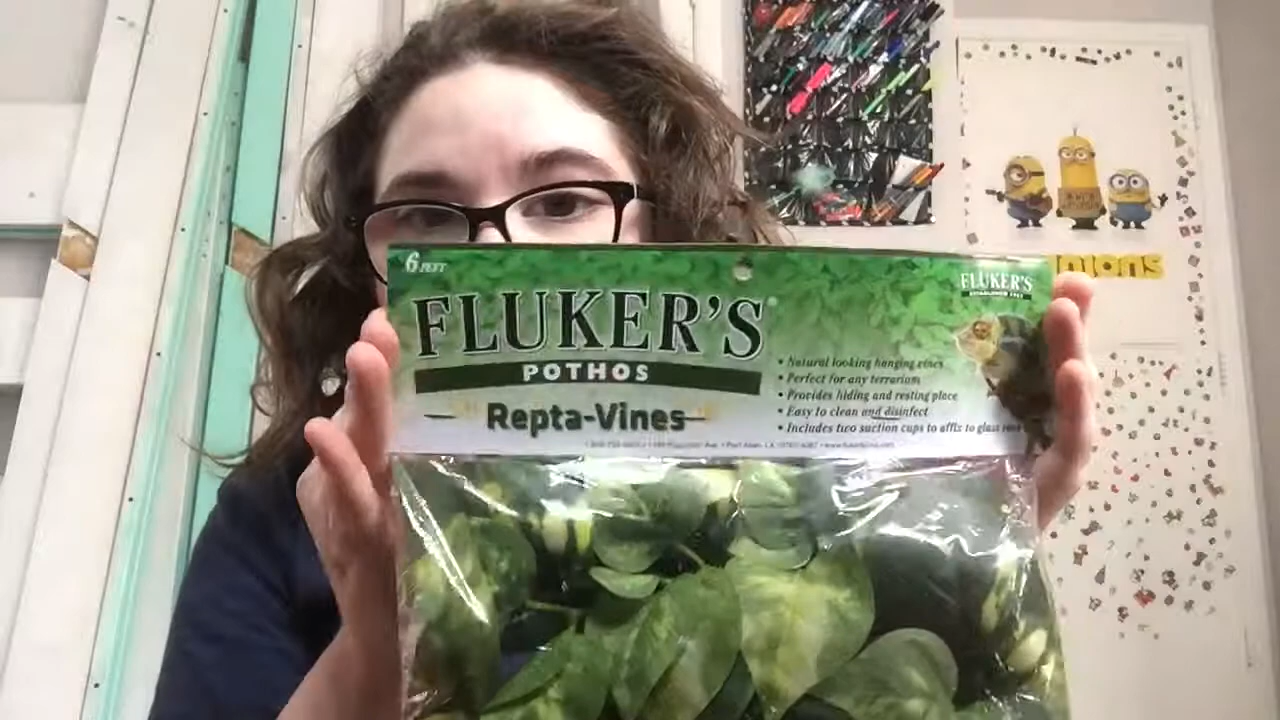 6 FEET
FLUKER'S
POTHOS
Repta-Vines
FLUKER'S
• Natural looking hanging vines
• Perfect for any terrarium
• Provides hiding and resting place
• Easy to clean and disinfect
• Includes two suction cups to affix to glass